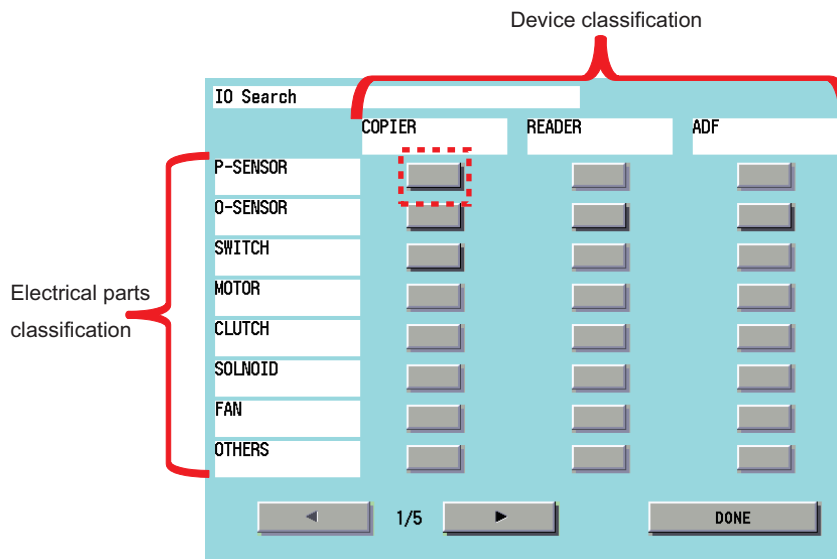 Device classification
IO Search
COPIER READER ADF
P-SENSOR
O-SENSOR
SWITCH
MOTOR
Electrical parts
classification
CLUTCH
SOLNOID
FAN
OTHERS
1/5 DONE